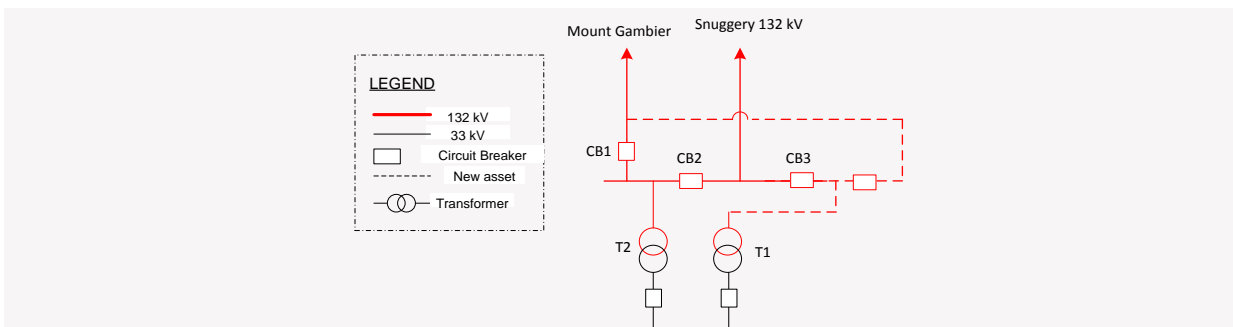 Mount Gambier
Snuggery 132 kV
LEGEND
132 kV
33 kV
Circuit Breaker
New asset
Transformer
CB1
CB2
CB3
T2
T1